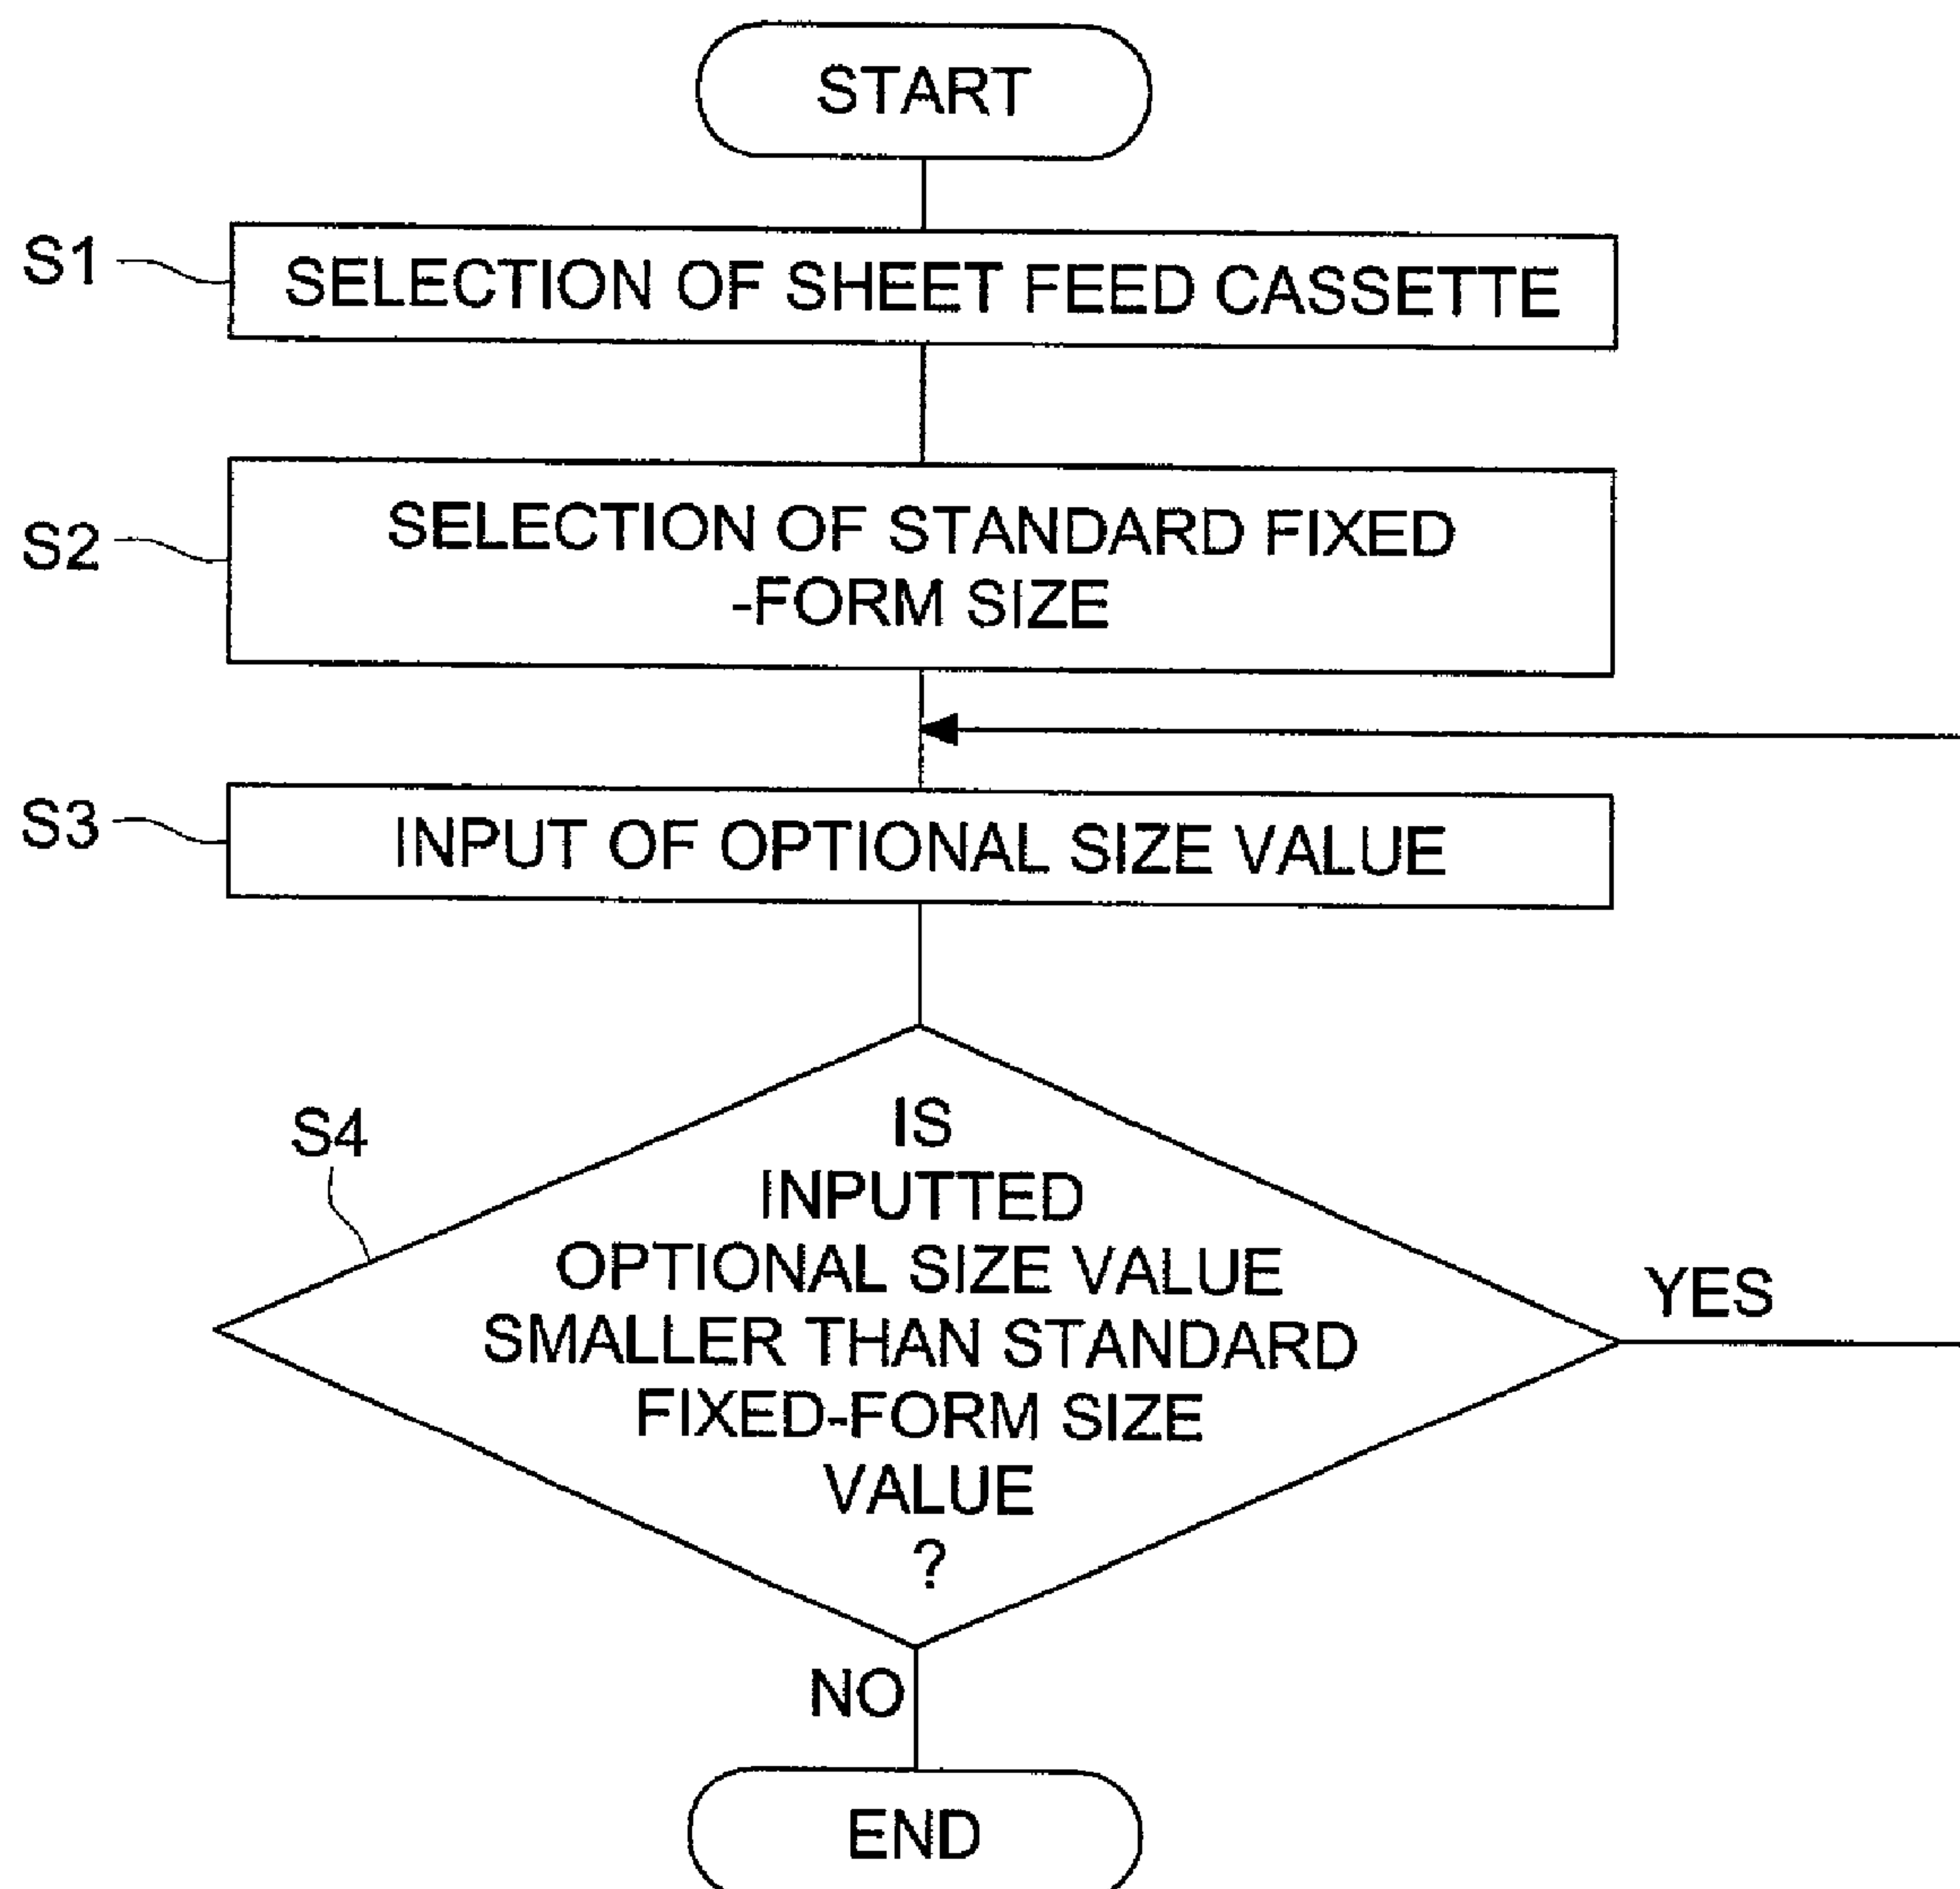 START
S1
SELECTION OF SHEET FEED CASSETTE
S2
SELECTION OF STANDARD FIXED
-FORM SIZE
S3
INPUT OF OPTIONAL SIZE VALUE
S4
IS
INPUTTED
OPTIONAL SIZE VALUE
SMALLER THAN STANDARD
FIXED-FORM SIZE
VALUE
?
YES
NO
END